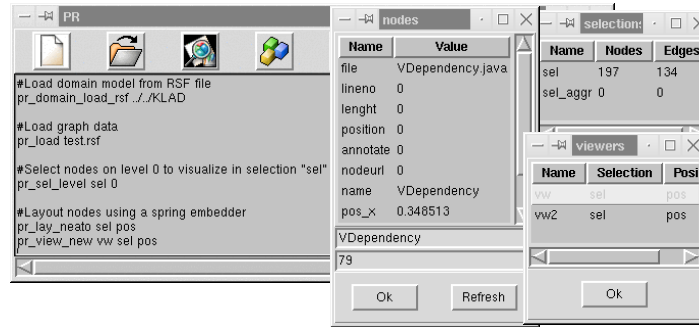 PR
#Load domain model from RSF file
pr_domain_load_rsf ../../KLAD
#Load graph data
pr_load test.rsf
#Select nodes on level 0 to visualize in selection "sel"
pr_sel_level sel 0
#Layout nodes using a spring embedder
pr_lay_neato sel pos
pr_view_new vw sel pos
nodes
Name Value
file VDependency.java
lineno 0
lenght 0
position 0
annotate 0
nodeurl 0
name VDependency
pos_x 0.348513
VDependency
79
Ok Refresh
selection:
Name Nodes Edges
sel 197 134
sel_aggr 0 0
viewers
Name Selection Posi
vw sel pos
vw2 sel pos
Ok